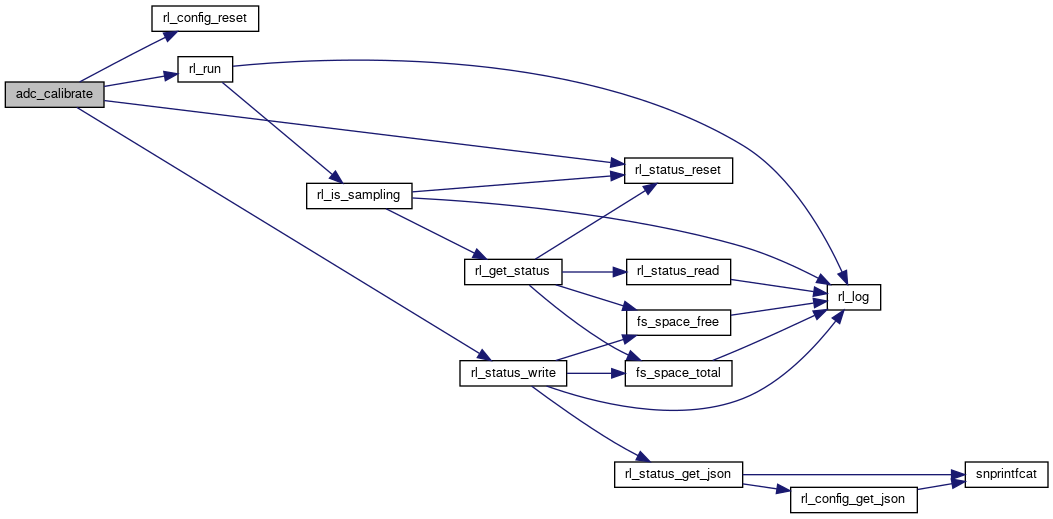 rl_config_reset
rl_run
adc_calibrate
rl_status_reset
rl_is_sampling
rl_get_status
rl_status_read
rl_log
fs_space_free
rl_status_write
fs_space_total
rl_status_get_json
snprintfcat
rl_config_get_json